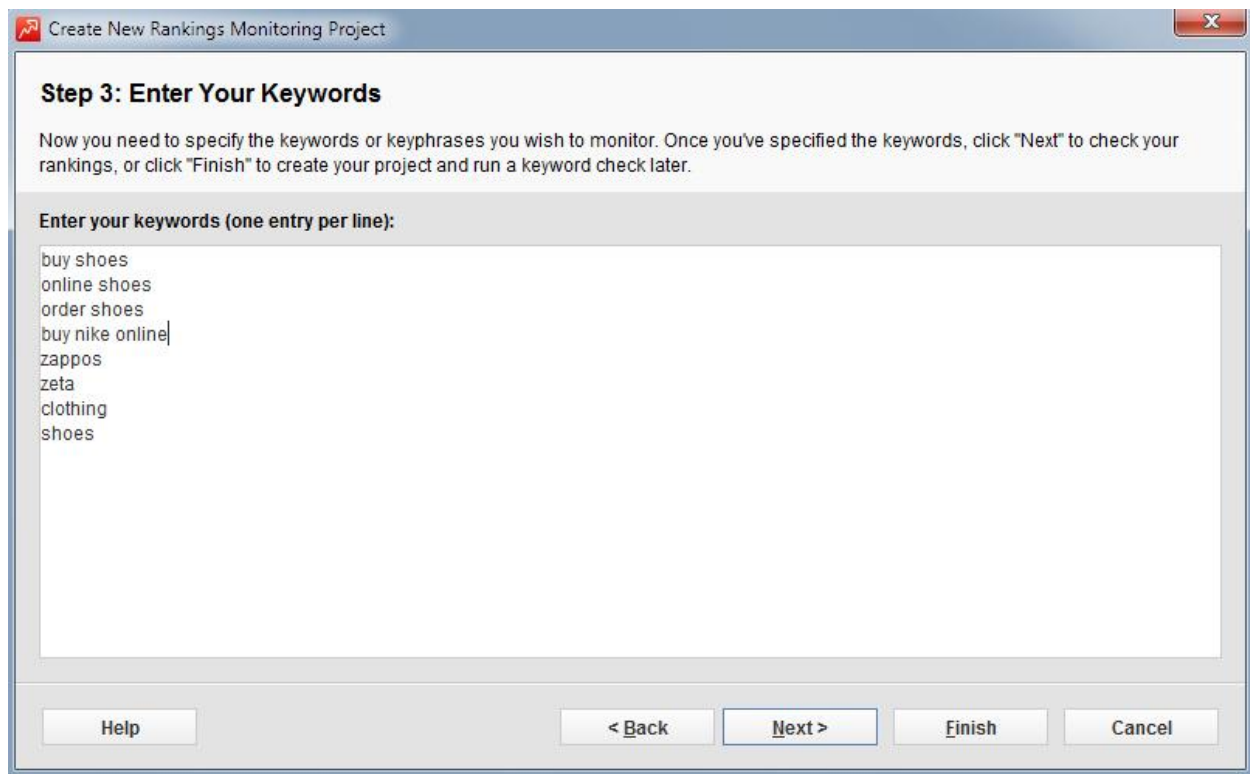 Create New Rankings Monitoring Project
Step 3: Enter Your Keywords
Now you need to specify the keywords or keyphrases you wish to monitor. Once you've specified the keywords, click "Next" to check your
rankings, or click "Finish" to create your project and run a keyword check later.
Enter your keywords (one entry per line):
buy shoes
online shoes
order shoes
buy nike online
zappos
zeta
clothing
shoes
Help < Back Next > Finish Cancel